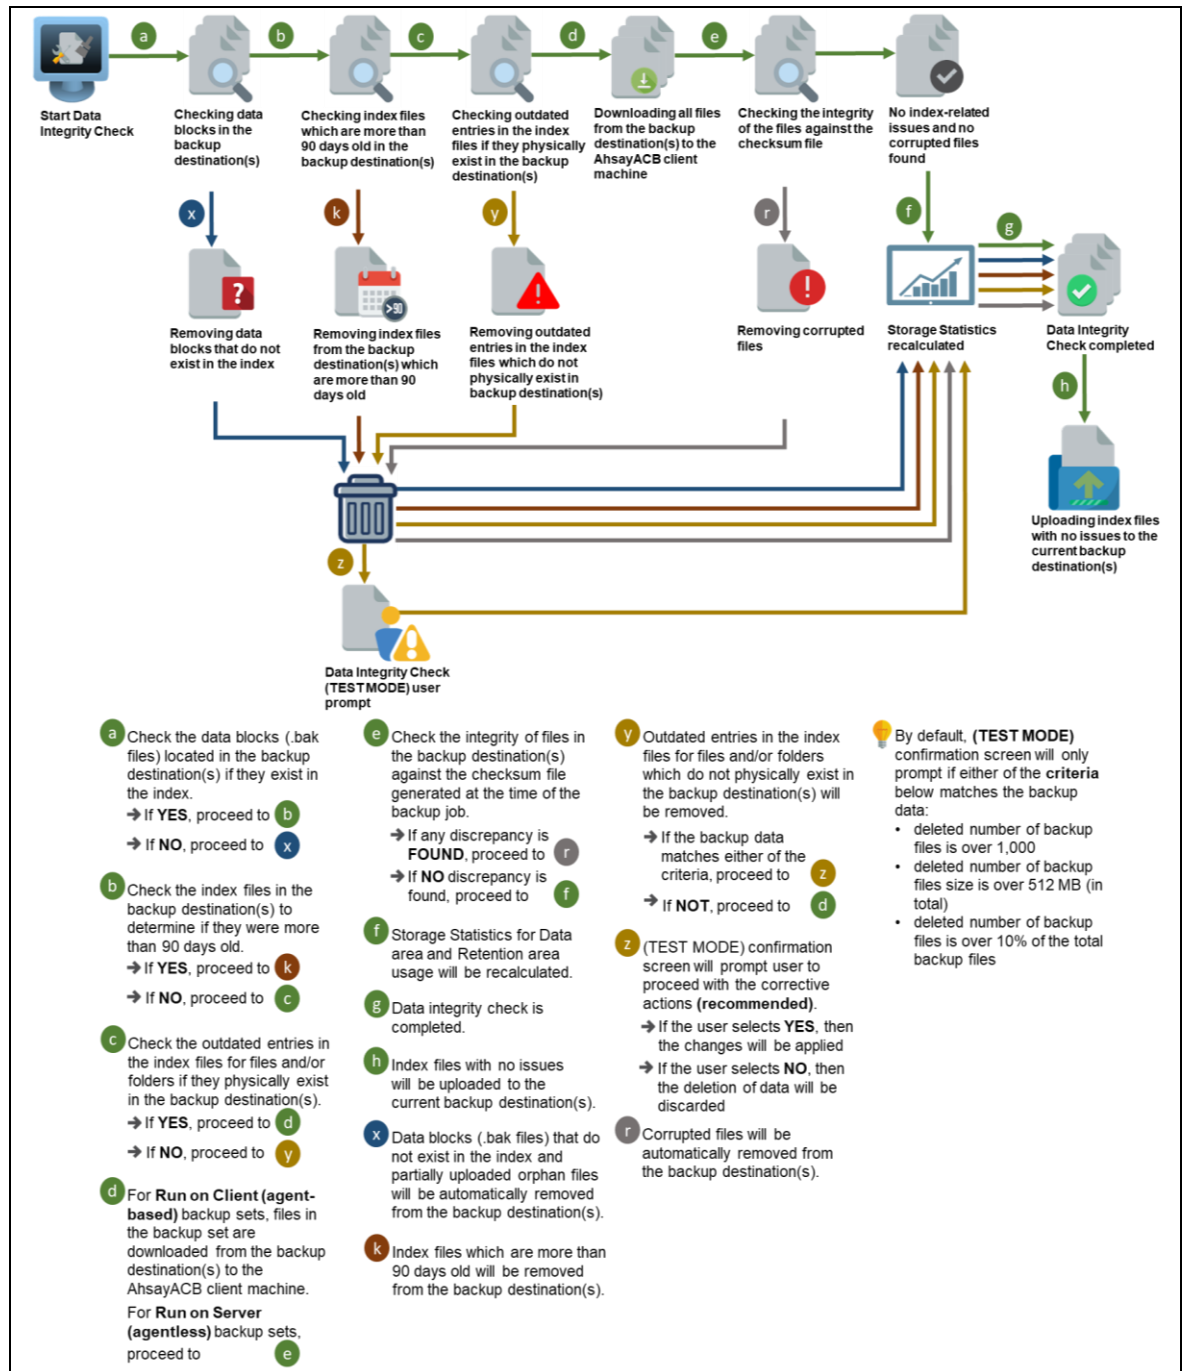 a
b
c
d
e
Start Data
Integrity Check
Checking data
blocks in the
backup
destination(s)
Checking index files
which are more than
90 days old in the
backup destination(s)
Checking outdated
entries in the index
files if they physically
exist in the backup
destination(s)
Downloading all files
from the backup
destination(s) to the
AhsayACB client
machine
Checking the integrity
of the files against the
checksum file
No index-related
issues and no
corrupted files
found
x
k
y
r
f
g
?
>90
!
!
Removing data
blocks that do not
exist in the index
Removing index files
from the backup
destination(s) which
are more than 90
days old
Removing outdated
entries in the index
files which do not
physically exist in
backup destination(s)
Removing corrupted
files
Storage Statistics
recalculated
Data Integrity
Check completed
h
Uploading index files
with no issues to the
current backup
destination(s)
z
!
Data Integrity Check
(TEST MODE) user
prompt
a Check the data blocks (.bak
files) located in the backup
destination(s) if they exist in
the index.
➔ If YES, proceed to b
➔ If NO, proceed to x
b Check the index files in the
backup destination(s) to
determine if they were more
than 90 days old.
➔ If YES, proceed to k
➔ If NO, proceed to c
c Check the outdated entries in
the index files for files and/or
folders if they physically exist
in the backup destination(s).
➔ If YES, proceed to d
➔ If NO, proceed to y
d For Run on Client (agent-
based) backup sets, files in
the backup set are
downloaded from the backup
destination(s) to the
AhsayACB client machine.
For Run on Server
(agentless) backup sets,
proceed to e
e Check the integrity of files in
the backup destination(s)
against the checksum file
generated at the time of the
backup job.
➔ If any discrepancy is
FOUND, proceed to r
➔ If NO discrepancy is
found, proceed to f
f Storage Statistics for Data
area and Retention area
usage will be recalculated.
g Data integrity check is
completed.
h Index files with no issues
will be uploaded to the
current backup destination(s).
x Data blocks (.bak files) that do
not exist in the index and
partially uploaded orphan files
will be automatically removed
from the backup destination(s).
k Index files which are more than
90 days old will be removed
from the backup destination(s).
y Outdated entries in the index
files for files and/or folders
which do not physically exist in
the backup destination(s) will
be removed.
➔ If the backup data
matches either of the
criteria, proceed to z
➔ If NOT, proceed to d
z (TEST MODE) confirmation
screen will prompt user to
proceed with the corrective
actions (recommended).
➔ If the user selects YES, then
the changes will be applied
➔ If the user selects NO, then
the deletion of data will be
discarded
r Corrupted files will be
automatically removed from
the backup destination(s).
By default, (TEST MODE)
confirmation screen will only
prompt if either of the criteria
below matches the backup
data:
• deleted number of backup
files is over 1,000
• deleted number of backup
files size is over 512 MB (in
total)
• deleted number of backup
files is over 10% of the total
backup files